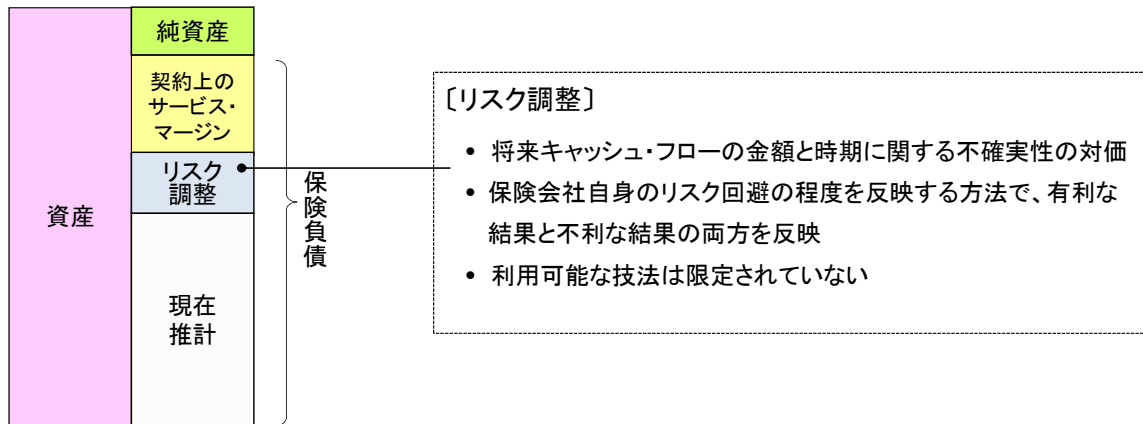 資産
純資産
契約上の
サービス・
マージン
リスク
調整
現在
推計
保険負債
〔リスク調整〕
• 将来キャッシュ・フローの金額と時期に関する不確実性の対価
• 保険会社自身のリスク回避の程度を反映する方法で、有利な
結果と不利な結果の両方を反映
• 利用可能な技法は限定されていない